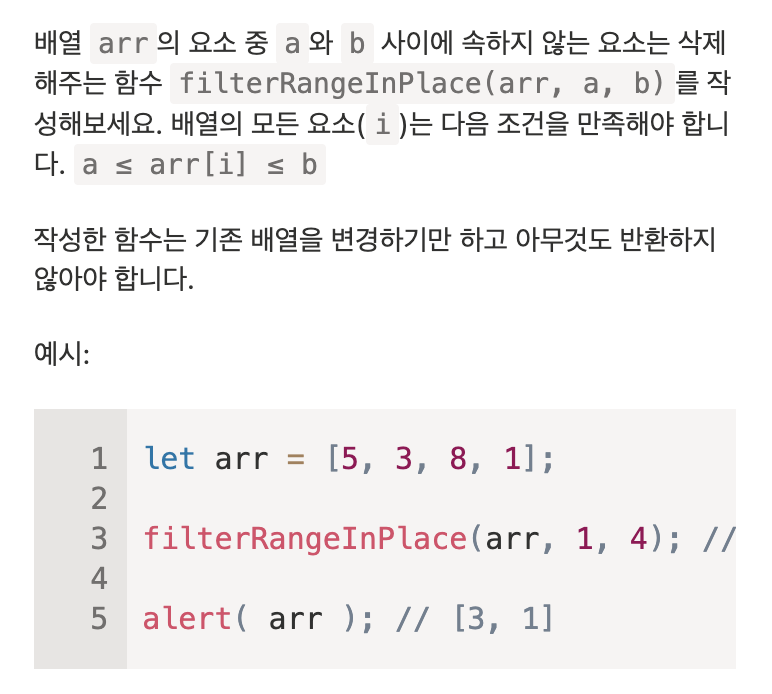 배열 arr의 요소 중 a와 b 사이에 속하지 않는 요소는 삭제
해주는 함수 filterRangeInPlace(arr, a, b)를 작
성해보세요. 배열의 모든 요소(i)는 다음 조건을 만족해야 합니
다. a ≤ arr[i] ≤ b
작성한 함수는 기존 배열을 변경하기만 하고 아무것도 반환하지
않아야 합니다.
예시:
1 let arr = [5, 3, 8, 1];
2
3 filterRangeInPlace(arr, 1, 4); //
4
5 alert( arr ); // [3, 1]